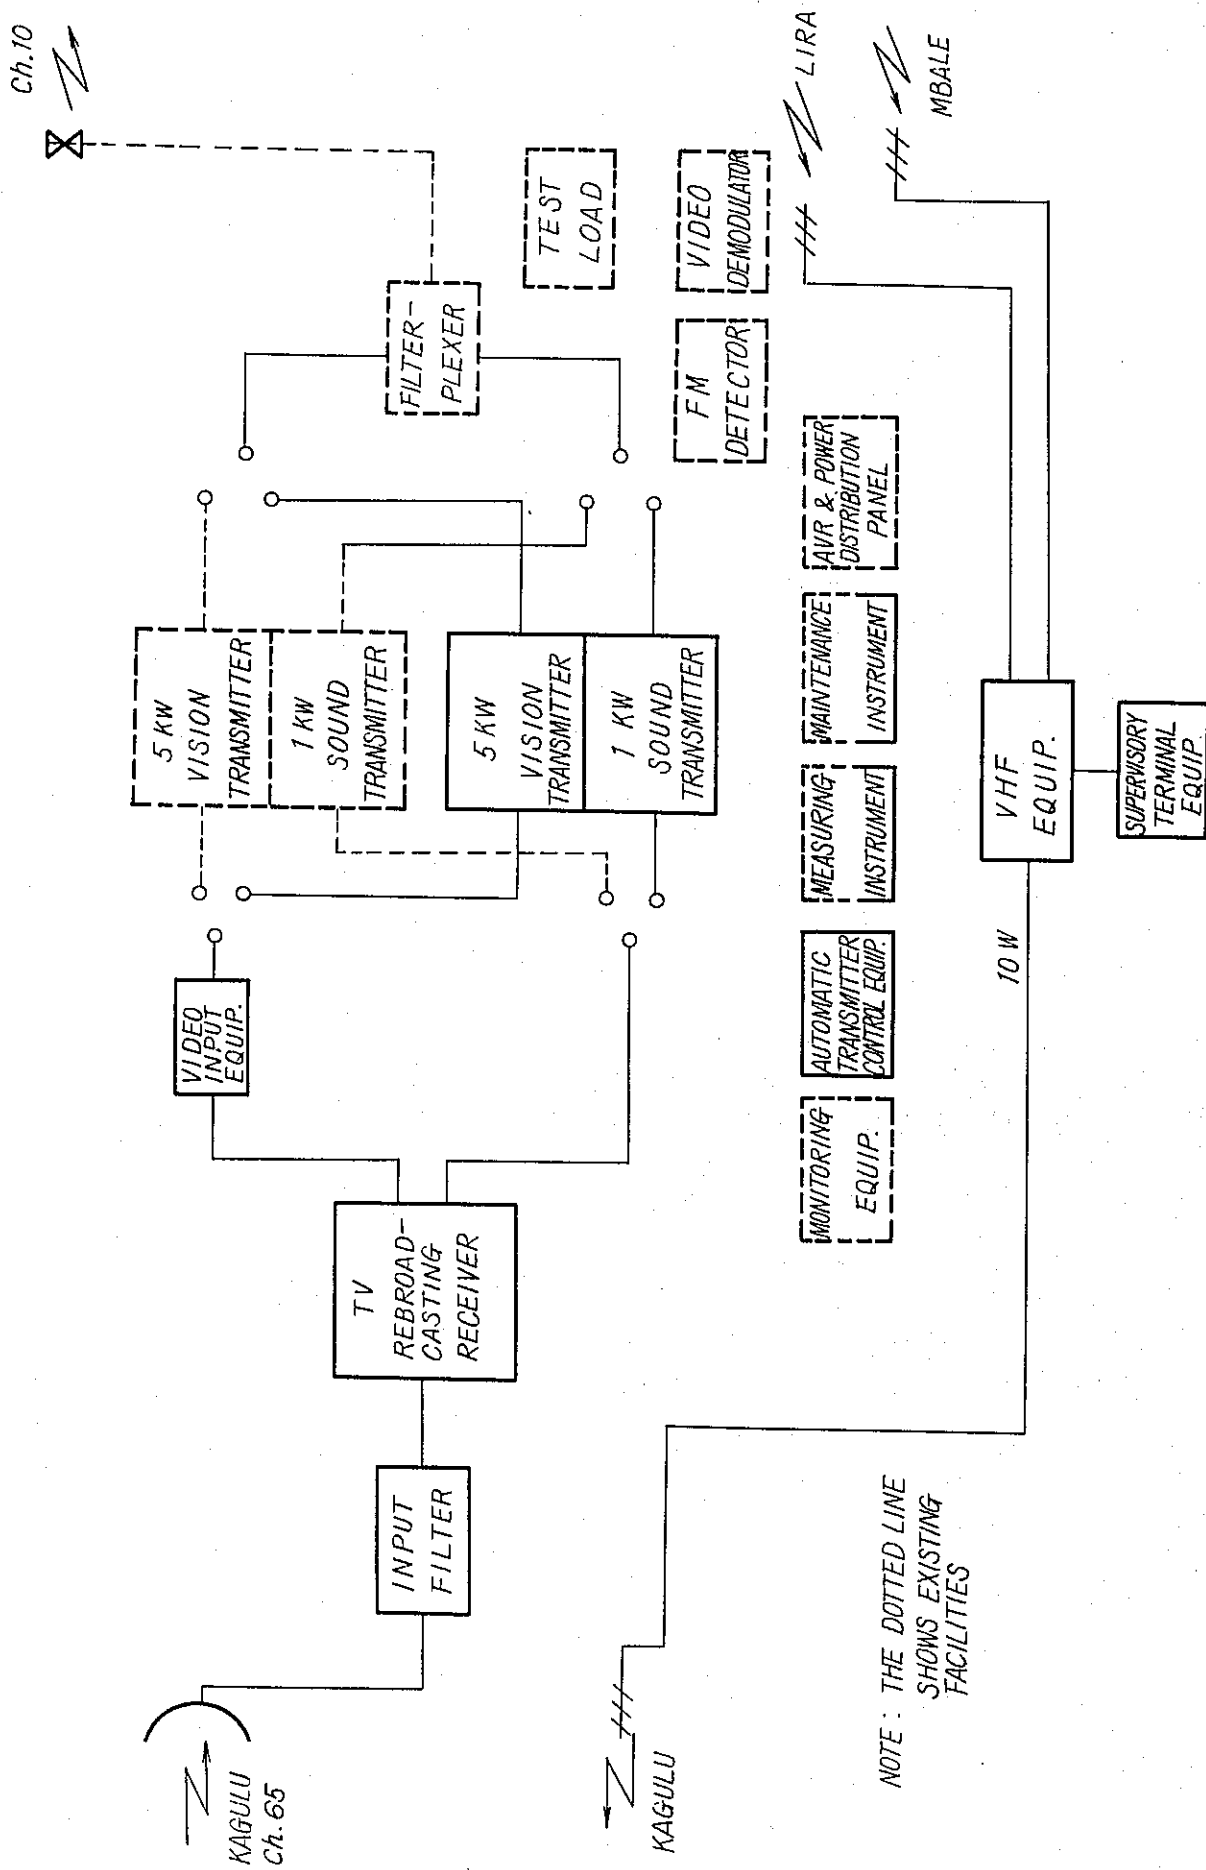 KAGULU
Ch.65
INPUT
FILTER
TV
REBROAD-
CASTING
RECEIVER
VIDEO
INPUT
EQUIP.
5 KW
VISION
TRANSMITTER
1 KW
SOUND
TRANSMITTER
5 KW
VISION
TRANSMITTER
1 KW
SOUND
TRANSMITTER
FILTER-
PLEXER
Ch.10
TEST
LOAD
FM
DETECTOR
VIDEO
DEMODULATOR
MONITORING
EQUIP.
AUTOMATIC
TRANSMITTER
CONTROL EQUIP.
MEASURING
INSTRUMENT
MAINTENANCE
INSTRUMENT
AVR & POWER
DISTRIBUTION
PANEL
LIRA
MBALE
KAGULU
10 W
VHF
EQUIP.
SUPERVISORY
TERMINAL
EQUIP.
NOTE : THE DOTTED LINE
SHOWS EXISTING
FACILITIES